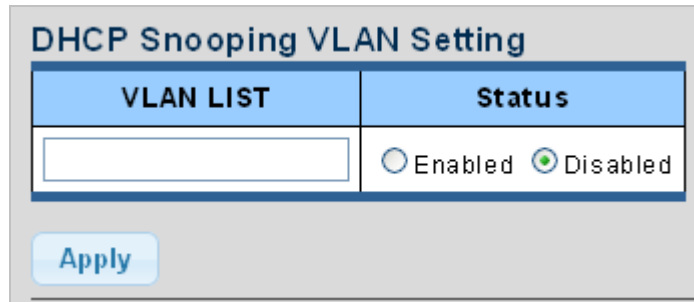 DHCP Snooping VLAN Setting
VLAN LIST Status
Enabled Disabled
Apply